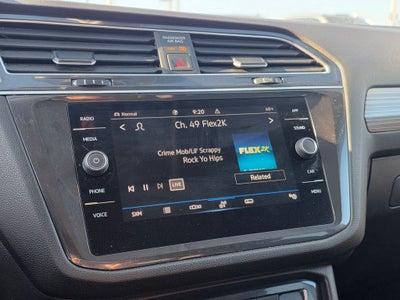 PASSENGER
AIR BAG
RADIO
MEDIA
PHONE
VOICE
Normal
9:20
Ch. 49 Flex2K
Crime Mob/Lil' Scrappy
Rock Yo Hips
FLEX2K
LIVE
Related
SXM
APP
SOUND
CAR
MENU